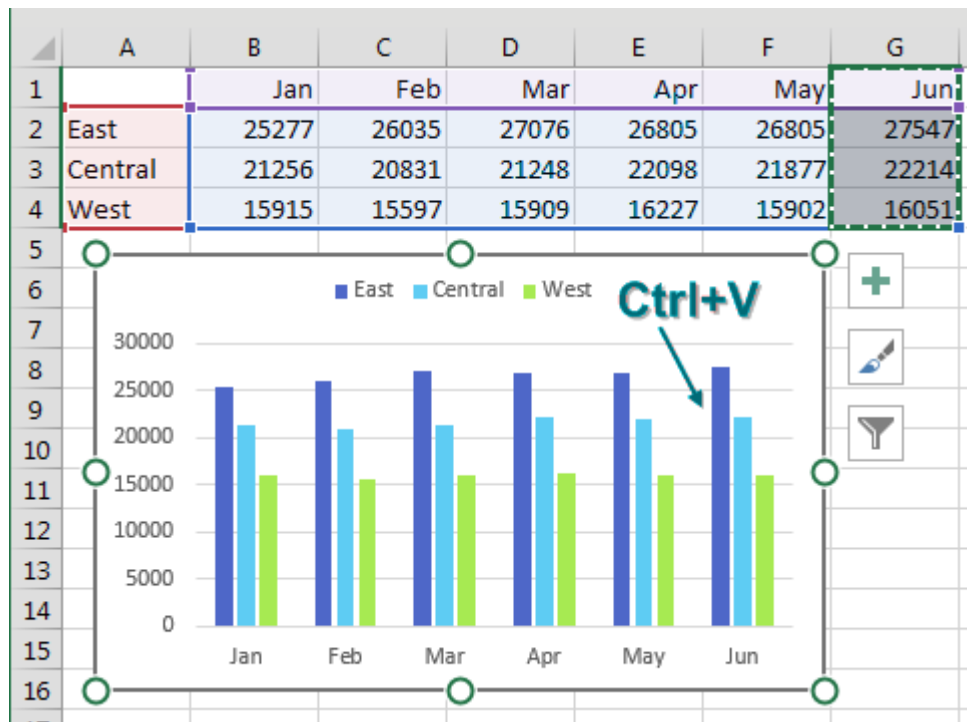 A B C D E F G
1 Jan Feb Mar Apr May Jun
2 East 25277 26035 27076 26805 26805 27547
3 Central 21256 20831 21248 22098 21877 22214
4 West 15915 15597 15909 16227 15902 16051
5
6 East Central West Ctrl+V
7
30000
8
25000
9
20000
10
15000
11
10000
12
5000
13
0
14
15 Jan Feb Mar Apr May Jun
16